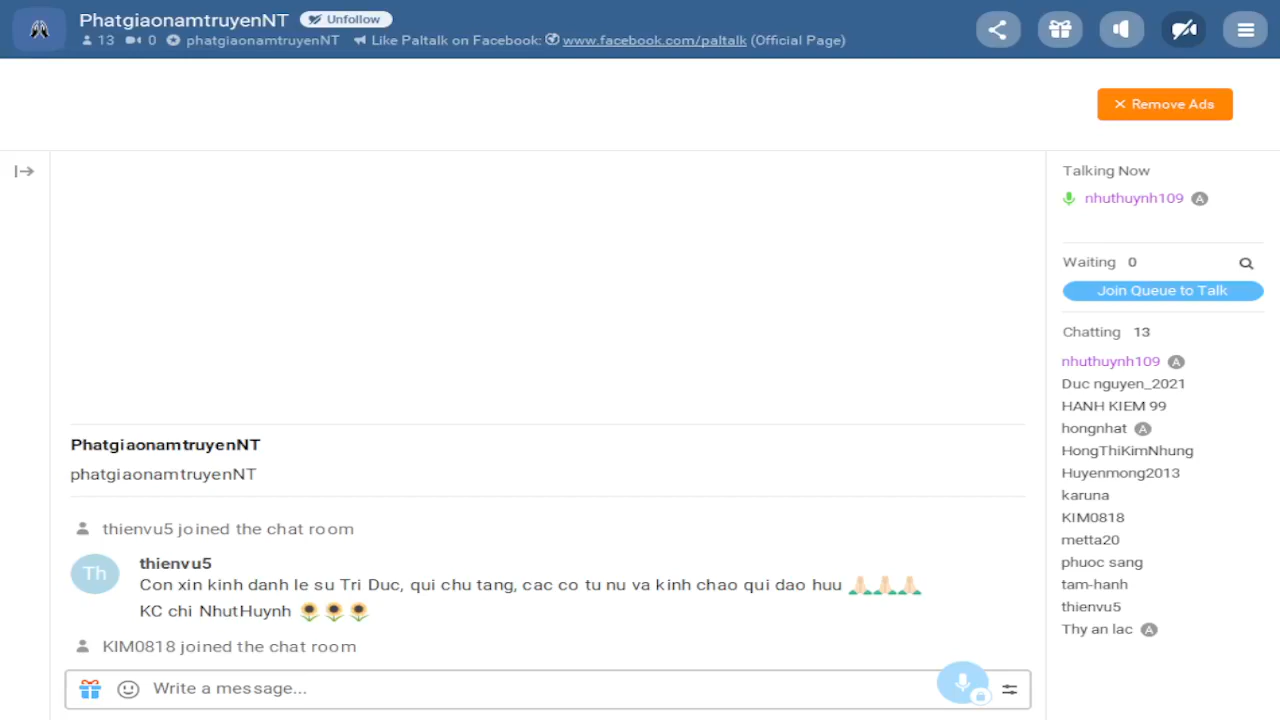 PhatgiaonamtruyenNT Unfollow
13 0 phatgiaonamtruyenNT Like Paltalk on Facebook: www.facebook.com/paltalk (Official Page)
Remove Ads
PhatgiaonamtruyenNT
phatgiaonamtruyenNT
thienvu5 joined the chat room
Th
thienvu5
Con xin kinh danh le su Tri Duc, qui chu tang, cac co tu nu va kinh chao qui dao huu 🙏🏻🙏🏻🙏🏻
KC chi NhutHuynh 🌻🌻🌻
KIM0818 joined the chat room
Write a message...
Talking Now
nhuthuynh109 A
Waiting 0
Join Queue to Talk
Chatting 13
nhuthuynh109 A
Duc nguyen_2021
HANH KIEM 99
hongnhat A
HongThiKimNhung
Huyenmong2013
karuna
KIM0818
metta20
phuoc sang
tam-hanh
thienvu5
Thy an lac A